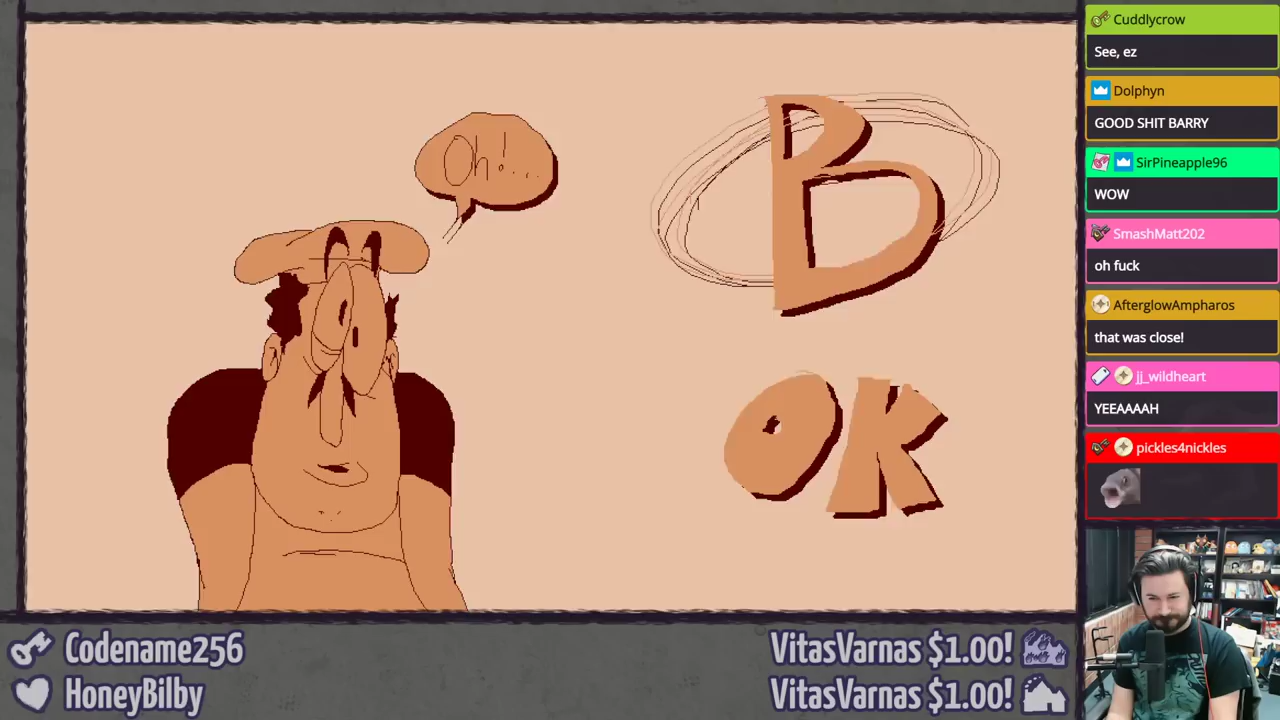 Oh!...
B
OK
Cuddlycrow
See, ez
Dolphyn
GOOD SHIT BARRY
SirPineapple96
WOW
SmashMatt202
oh fuck
AfterglowAmpharos
that was close!
jj_wildheart
YEEAAAAH
pickles4nickles
Codename256
HoneyBilby
VitasVarnas $1.00!
VitasVarnas $1.00!